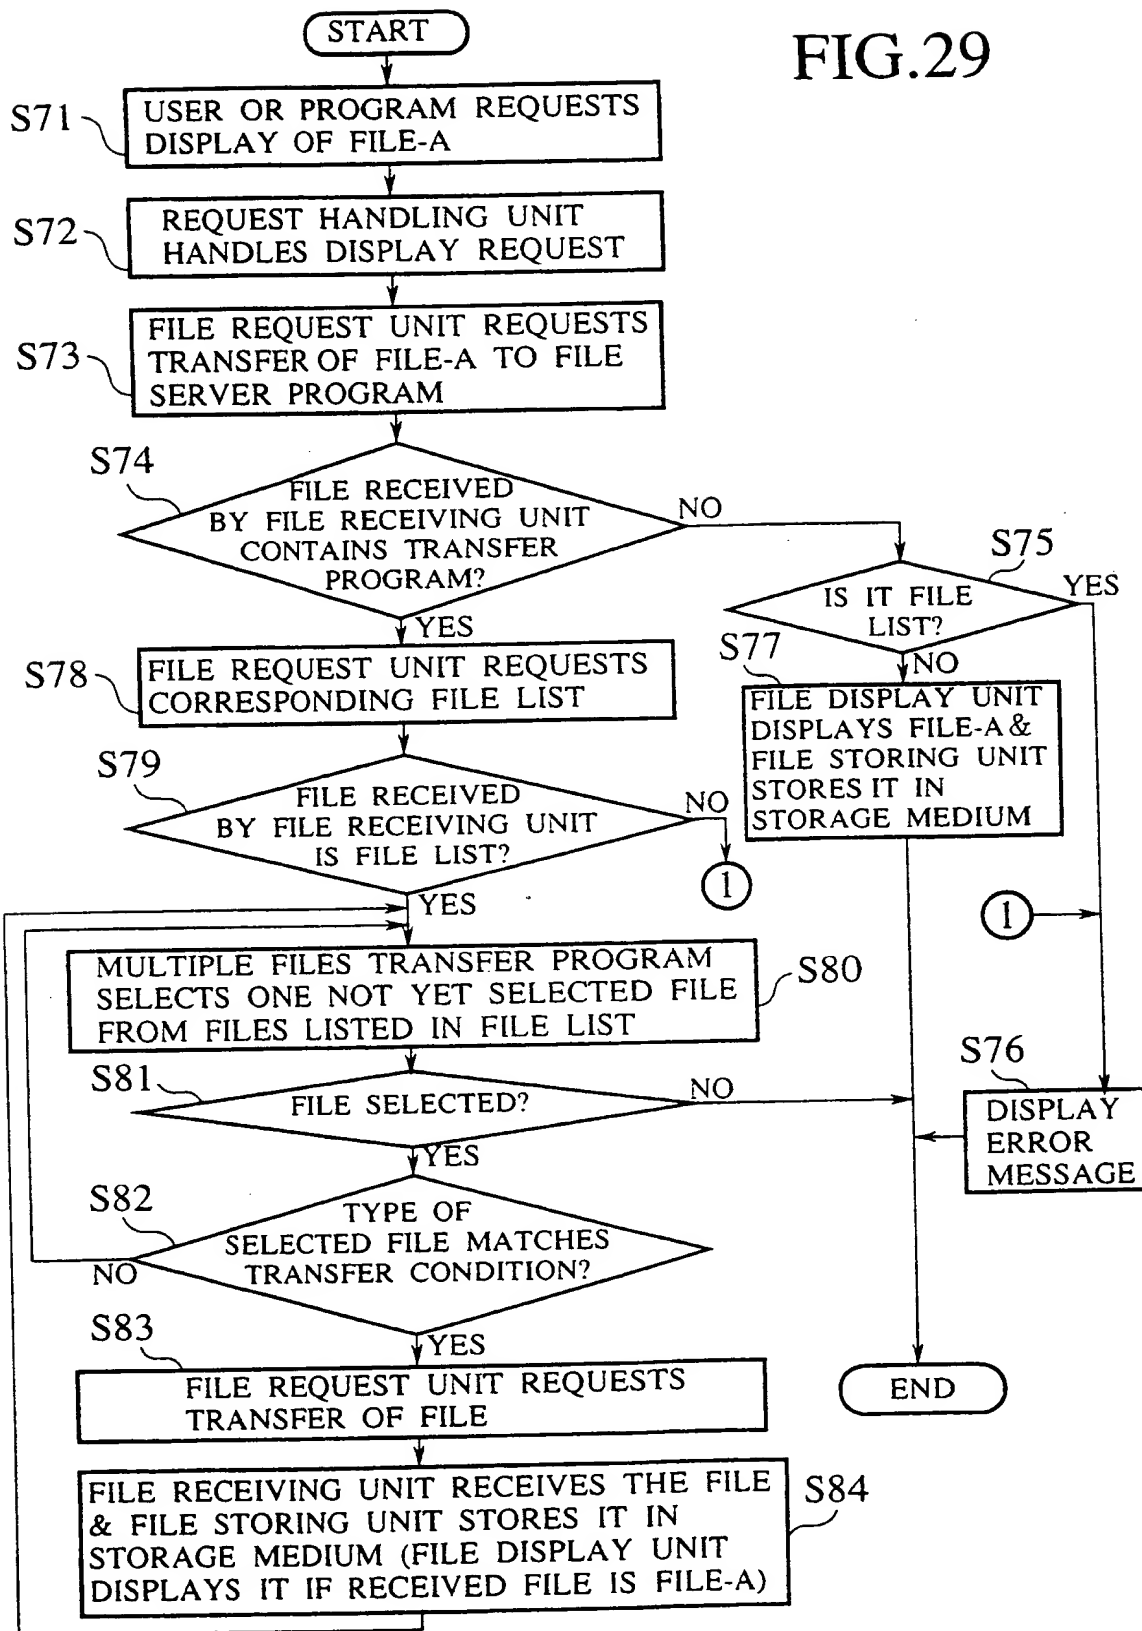 START
FIG.29
S71
USER OR PROGRAM REQUESTS
DISPLAY OF FILE-A
S72
REQUEST HANDLING UNIT
HANDLES DISPLAY REQUEST
S73
FILE REQUEST UNIT REQUESTS
TRANSFER OF FILE-A TO FILE
SERVER PROGRAM
S74
FILE RECEIVED
BY FILE RECEIVING UNIT
CONTAINS TRANSFER
PROGRAM?
NO
YES
S75
IS IT FILE
LIST?
YES
NO
S77
FILE DISPLAY UNIT
DISPLAYS FILE-A &
FILE STORING UNIT
STORES IT IN
STORAGE MEDIUM
S78
FILE REQUEST UNIT REQUESTS
CORRESPONDING FILE LIST
S79
FILE RECEIVED
BY FILE RECEIVING UNIT
IS FILE LIST?
NO
1
YES
1
MULTIPLE FILES TRANSFER PROGRAM
SELECTS ONE NOT YET SELECTED FILE
FROM FILES LISTED IN FILE LIST
S80
S81
FILE SELECTED?
NO
YES
S76
DISPLAY
ERROR
MESSAGE
S82
TYPE OF
SELECTED FILE MATCHES
TRANSFER CONDITION?
NO
YES
S83
FILE REQUEST UNIT REQUESTS
TRANSFER OF FILE
END
FILE RECEIVING UNIT RECEIVES THE FILE
& FILE STORING UNIT STORES IT IN
STORAGE MEDIUM (FILE DISPLAY UNIT
DISPLAYS IT IF RECEIVED FILE IS FILE-A)
S84